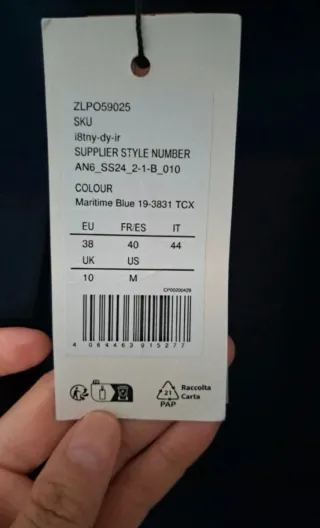 ZLPO59025
SKU
i8tny-dy-ir
SUPPLIER STYLE NUMBER
AN6_SS24_2-1-B_010
COLOUR
Maritime Blue 19-3831 TCX
EU FR/ES IT
38 40 44
UK US
10 M
CP00200429
4 064463 915277
21
PAP
Raccolta
Carta